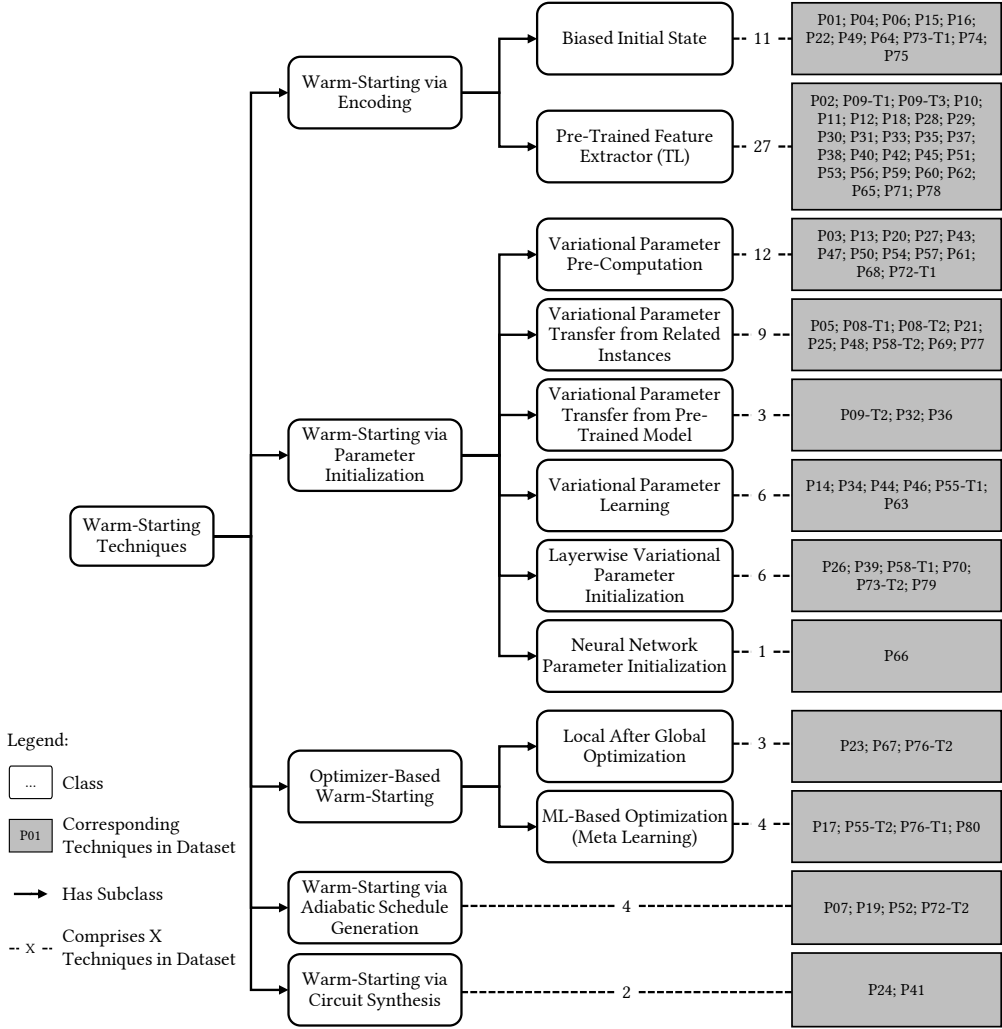 Biased Initial State
11
P01; P04; P06; P15; P16;
P22; P49; P64; P73-T1; P74;
P75
Warm-Starting via
Encoding
Pre-Trained Feature
Extractor (TL)
27
P02; P09-T1; P09-T3; P10;
P11; P12; P18; P28; P29;
P30; P31; P33; P35; P37;
P38; P40; P42; P45; P51;
P53; P56; P59; P60; P62;
P65; P71; P78
Variational Parameter
Pre-Computation
12
P03; P13; P20; P27; P43;
P47; P50; P54; P57; P61;
P68; P72-T1
Variational Parameter
Transfer from Related
Instances
9
P05; P08-T1; P08-T2; P21;
P25; P48; P58-T2; P69; P77
Variational Parameter
Transfer from Pre-
Trained Model
3
P09-T2; P32; P36
Warm-Starting via
Parameter
Initialization
Variational Parameter
Learning
6
P14; P34; P44; P46; P55-T1;
P63
Warm-Starting
Techniques
Layerwise Variational
Parameter
Initialization
6
P26; P39; P58-T1; P70;
P73-T2; P79
Neural Network
Parameter Initialization
1
P66
Local After Global
Optimization
3
P23; P67; P76-T2
Optimizer-Based
Warm-Starting
ML-Based Optimization
(Meta Learning)
4
P17; P55-T2; P76-T1; P80
Warm-Starting via
Adiabatic Schedule
Generation
4
P07; P19; P52; P72-T2
Warm-Starting via
Circuit Synthesis
2
P24; P41
Legend:
...
Class
P01
Corresponding
Techniques in Dataset
Has Subclass
X
Comprises X
Techniques in Dataset